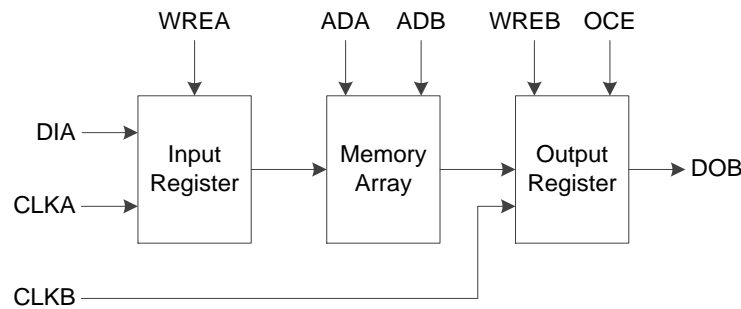 WREA ADA ADB WREB OCE
DIA
Input
Register
Memory
Array
Output
Register
DOB
CLKA
CLKB